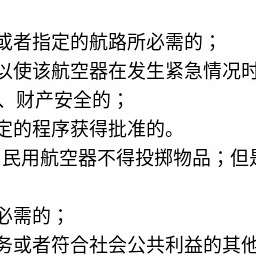 或者指定的航路所必需的；
以使该航空器在发生紧急情况时
、财产安全的；
定的程序获得批准的。
民用航空器不得投掷物品；但是
必需的；
务或者符合社会公共利益的其他